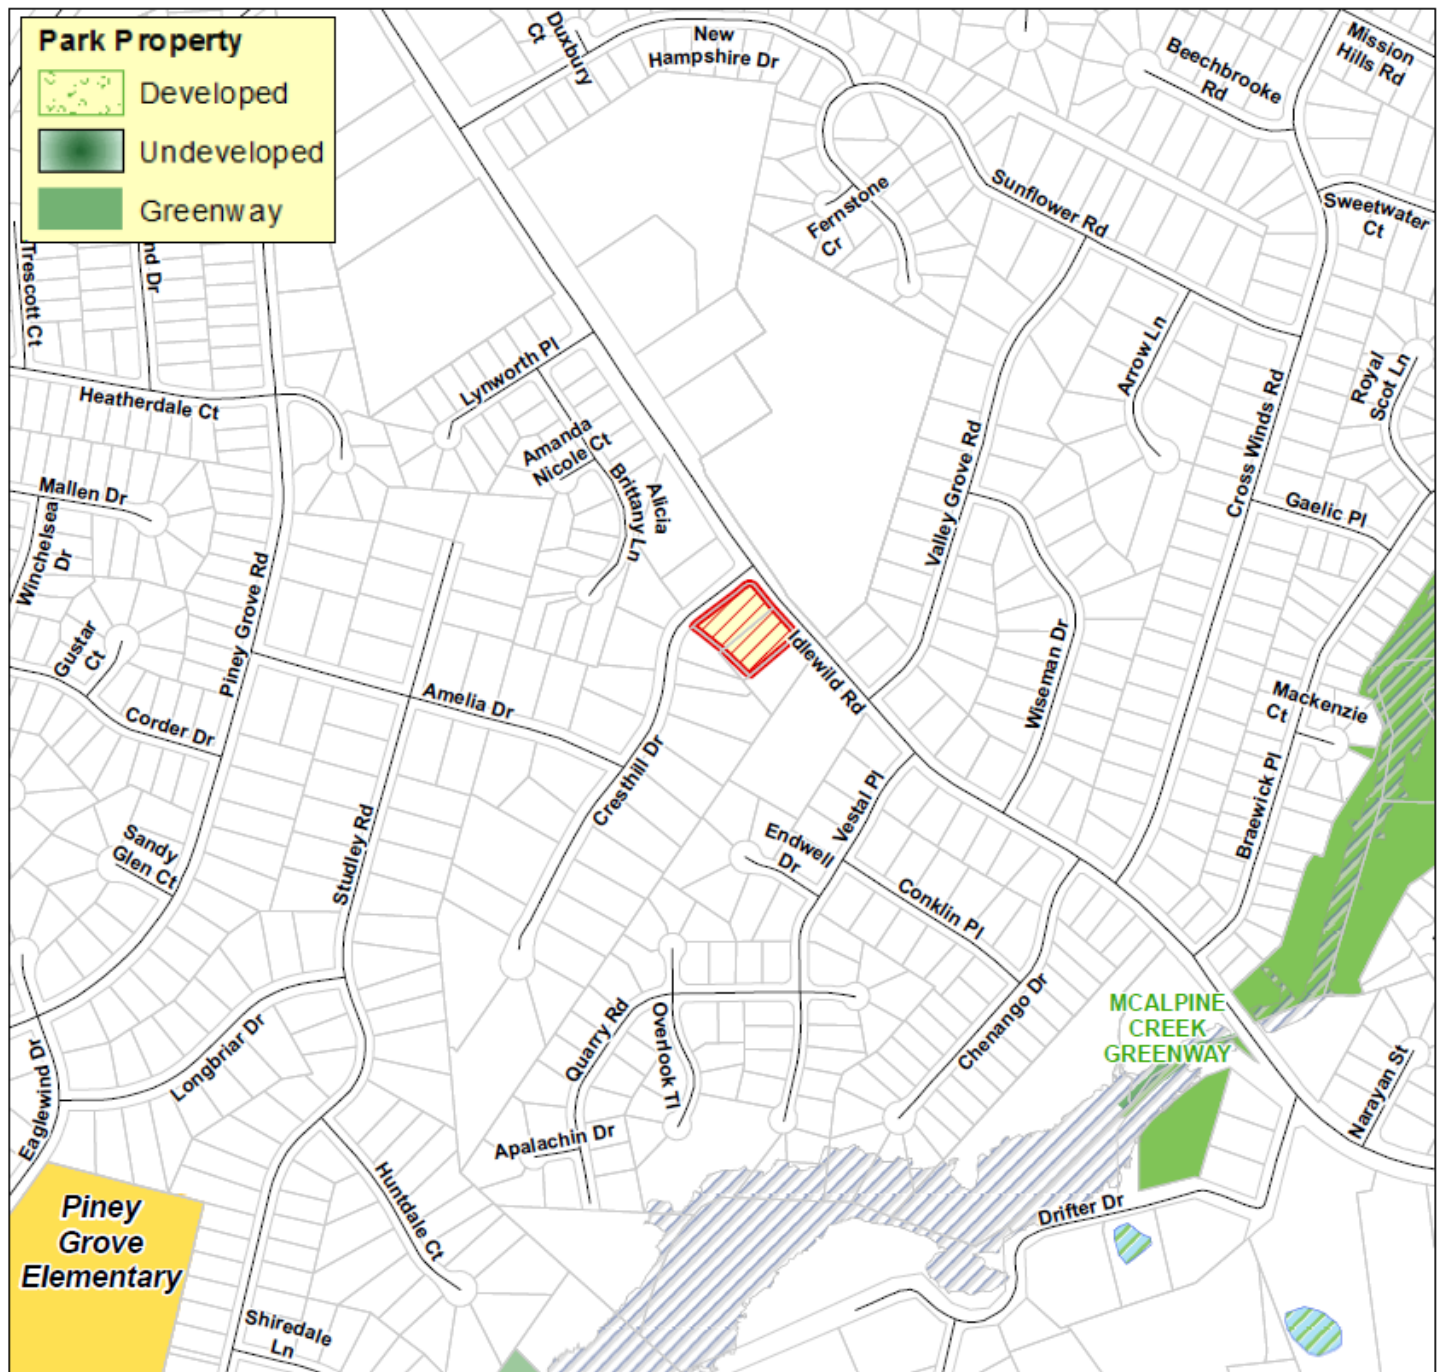 Park Property
Developed
Undeveloped
Greenway
Duxbury
Ct
New
Hampshire Dr
Beechbrooke
Rd
Mission
Hills Rd
Sweetwater
Ct
Fernstone
Cr
Sunflower Rd
Trescott Ct
nd Dr
Heatherdale Ct
Lynworth Pl
Amanda
Nicole Ct
Alicia
Brittany Ln
Arrow Ln
Royal
Scot Ln
Cross Winds Rd
Valley Grove Rd
Gaelic Pl
Mallen Dr
Winchelsea
Dr
Piney Grove Rd
Gustar
Ct
Corder Dr
Amelia Dr
Idlewild Rd
Wiseman Dr
Mackenzie
Ct
Braewick Pl
Cresthill Dr
Vestal Pl
Endwell
Dr
Conklin Pl
Sandy
Glen Ct
Studley Rd
Longbriar Dr
Eaglewind Dr
Quarry Rd
Overlook Tl
Chenango Dr
MCALPINE
CREEK
GREENWAY
Narayan St
Apalachin Dr
Huntdale Ct
Drifter Dr
Piney
Grove
Elementary
Shiredale
Ln